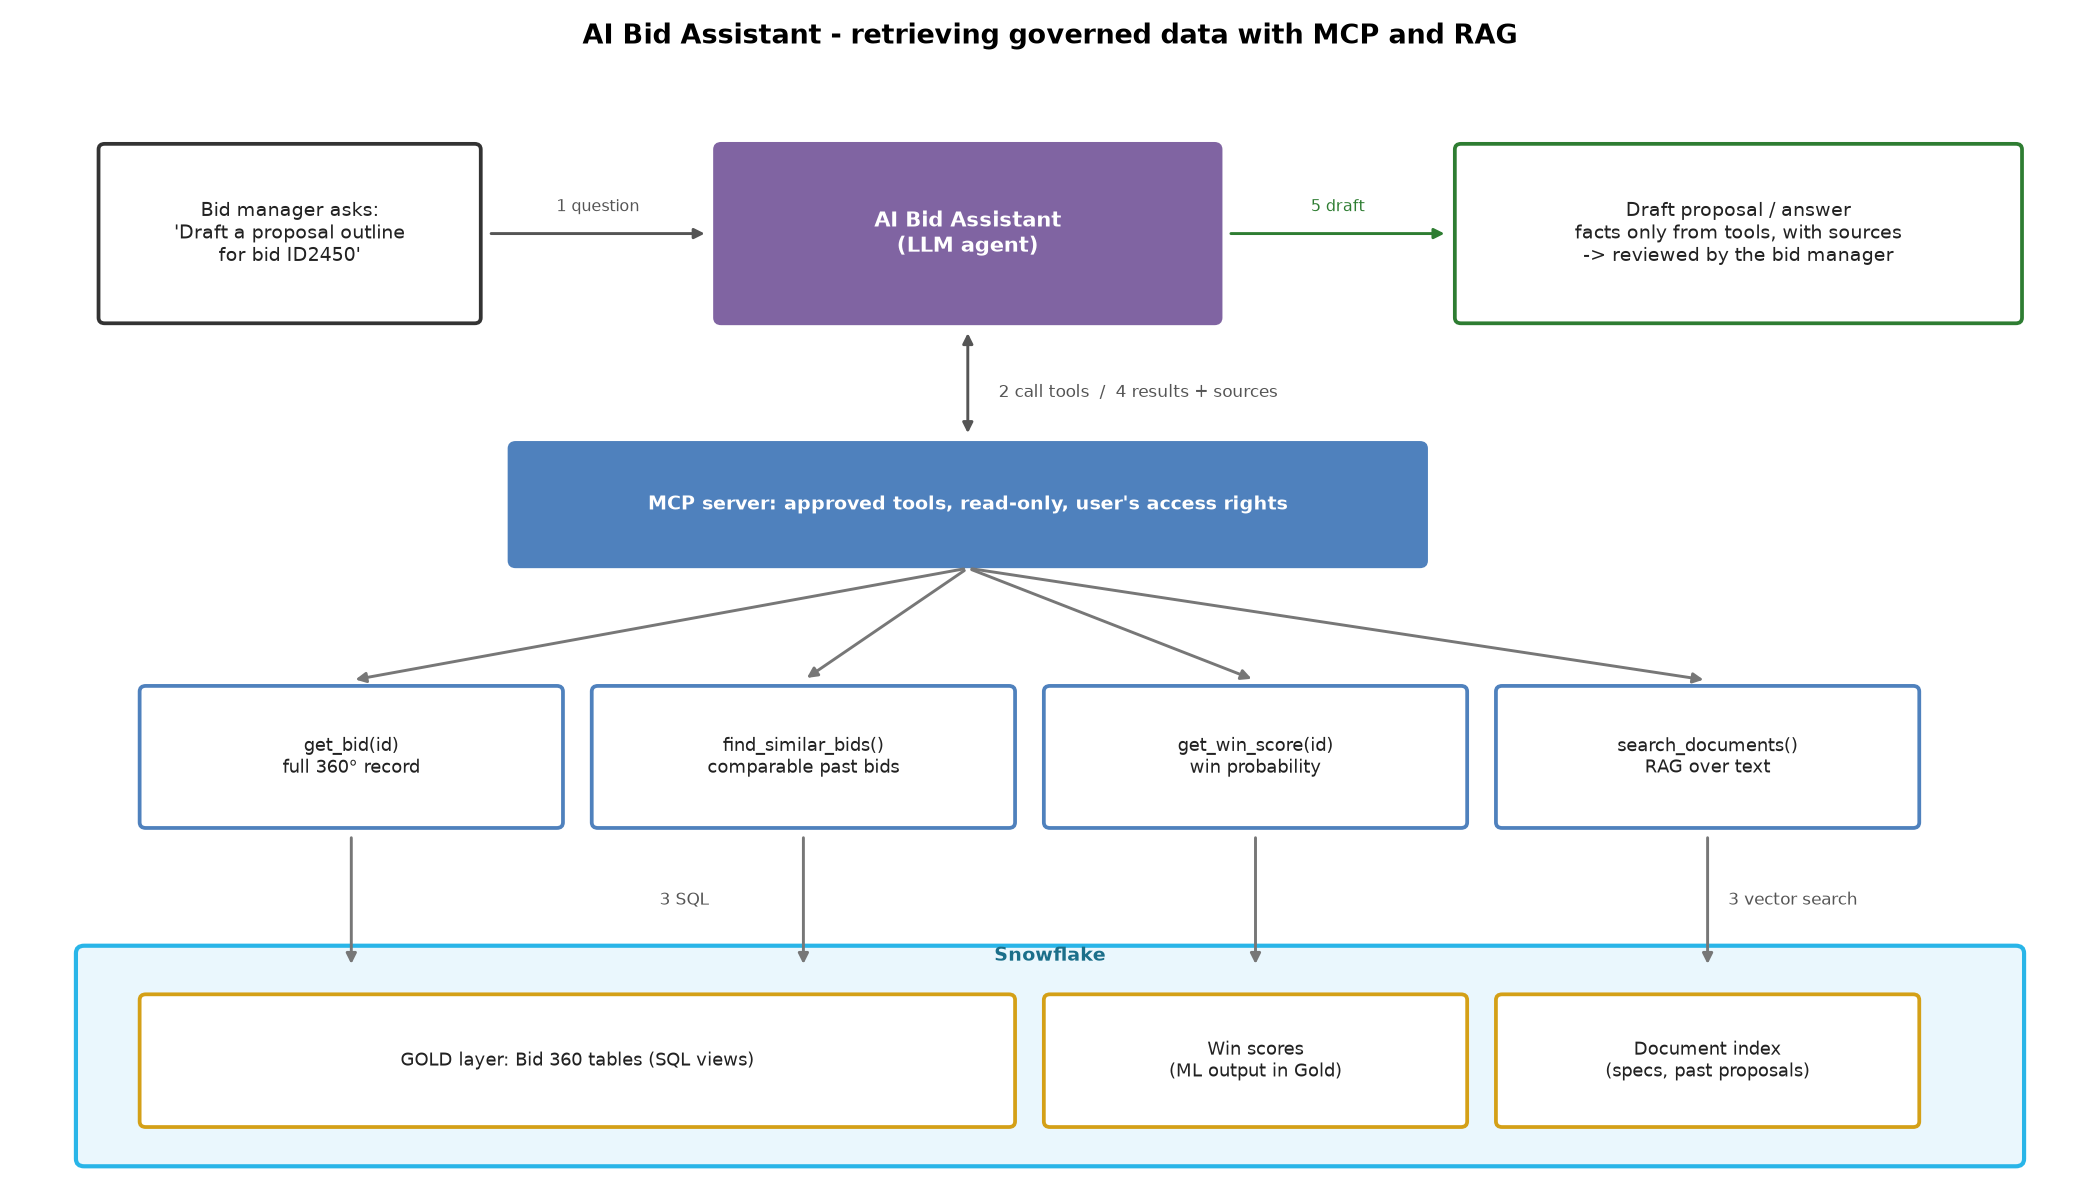 AI Bid Assistant - retrieving governed data with MCP and RAG
Bid manager asks:
'Draft a proposal outline
for bid ID2450'
1 question
AI Bid Assistant
(LLM agent)
5 draft
Draft proposal / answer
facts only from tools, with sources
-> reviewed by the bid manager
2 call tools  /  4 results + sources
MCP server: approved tools, read-only, user's access rights
get_bid(id)
full 360° record
find_similar_bids()
comparable past bids
get_win_score(id)
win probability
search_documents()
RAG over text
3 SQL
3 vector search
Snowflake
GOLD layer: Bid 360 tables (SQL views)
Win scores
(ML output in Gold)
Document index
(specs, past proposals)